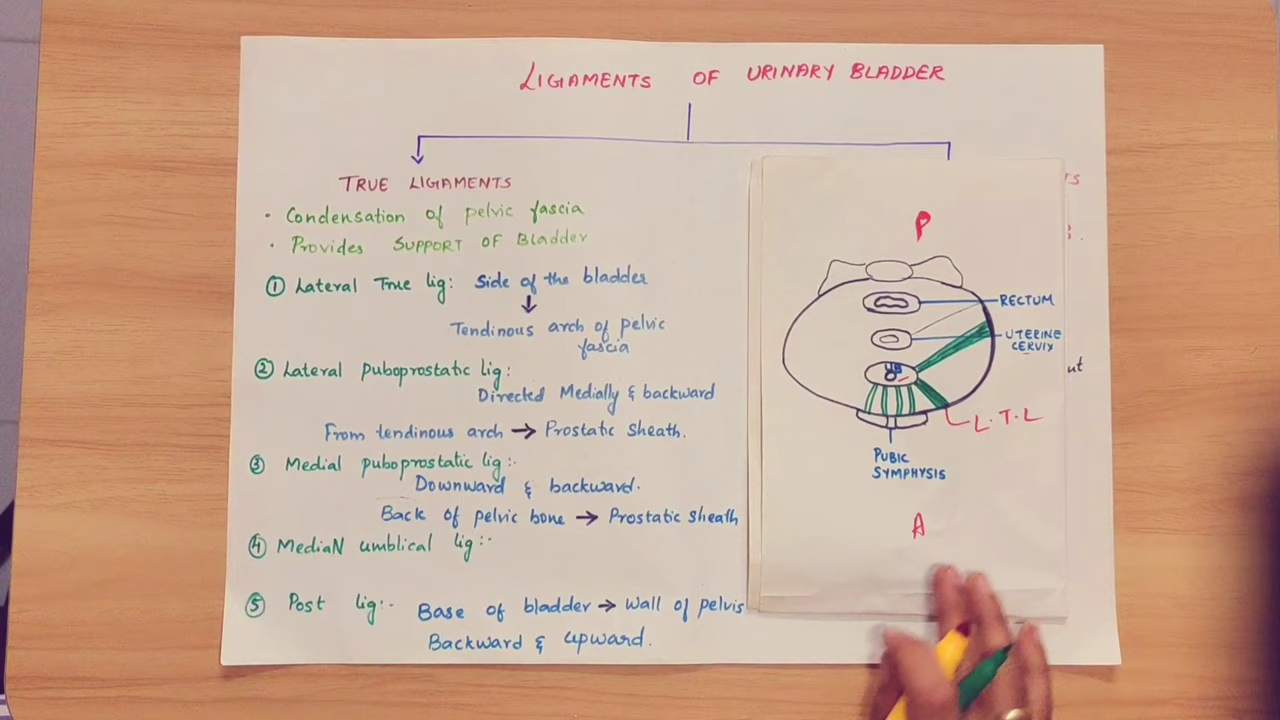 LIGAMENTS OF URINARY BLADDER
TRUE LIGAMENTS
• Condensation of pelvic fascia
• Provides SUPPORT OF Bladder
① Lateral True lig: Side of the bladder
Tendinous arch of pelvic
fascia
② Lateral puboprostatic lig:
Directed Medially & backward
From tendinous arch → Prostatic Sheath.
③ Medial puboprostatic lig:-
Downward & backward.
Back of pelvic bone → Prostatic Sheath
④ MediaN umblical lig:-
⑤ Post lig:- Base of bladder → Wall of pelvis
Backward & upward.
P
RECTUM
UTERINE
CERVIX
UB
L.T.L
PUBIC
SYMPHYSIS
A